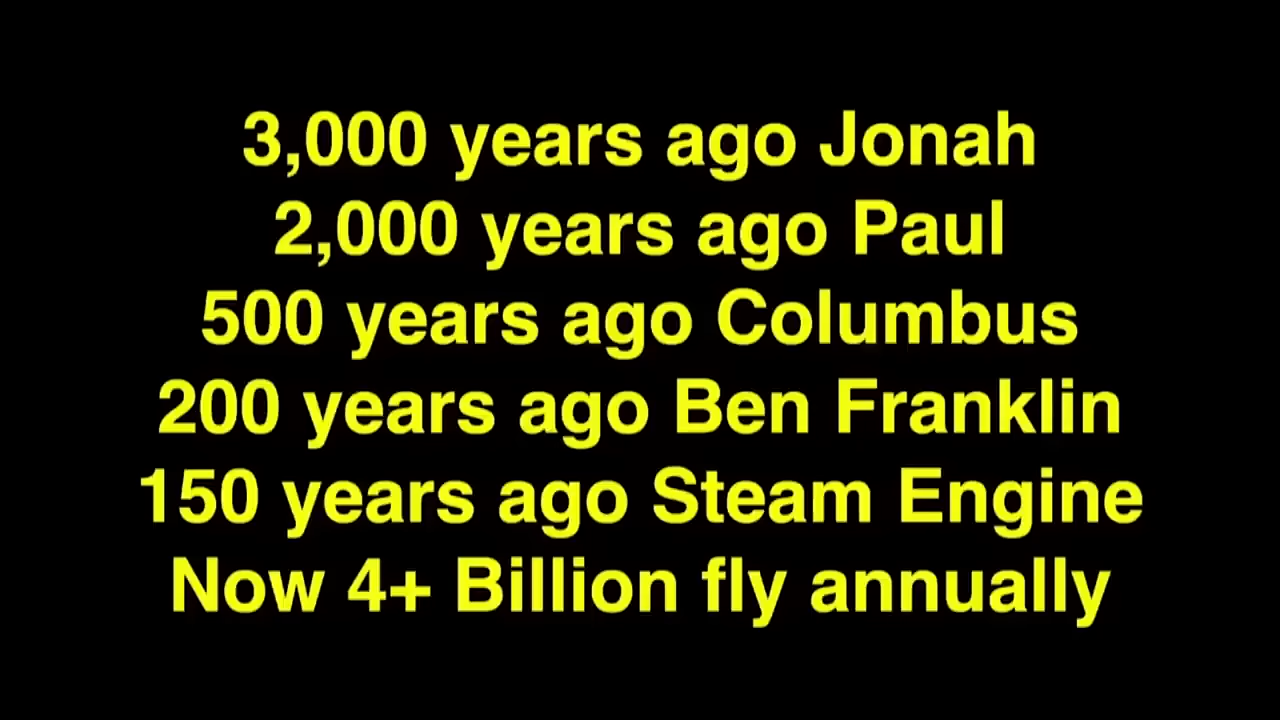 3,000 years ago Jonah
2,000 years ago Paul
500 years ago Columbus
200 years ago Ben Franklin
150 years ago Steam Engine
Now 4+ Billion fly annually